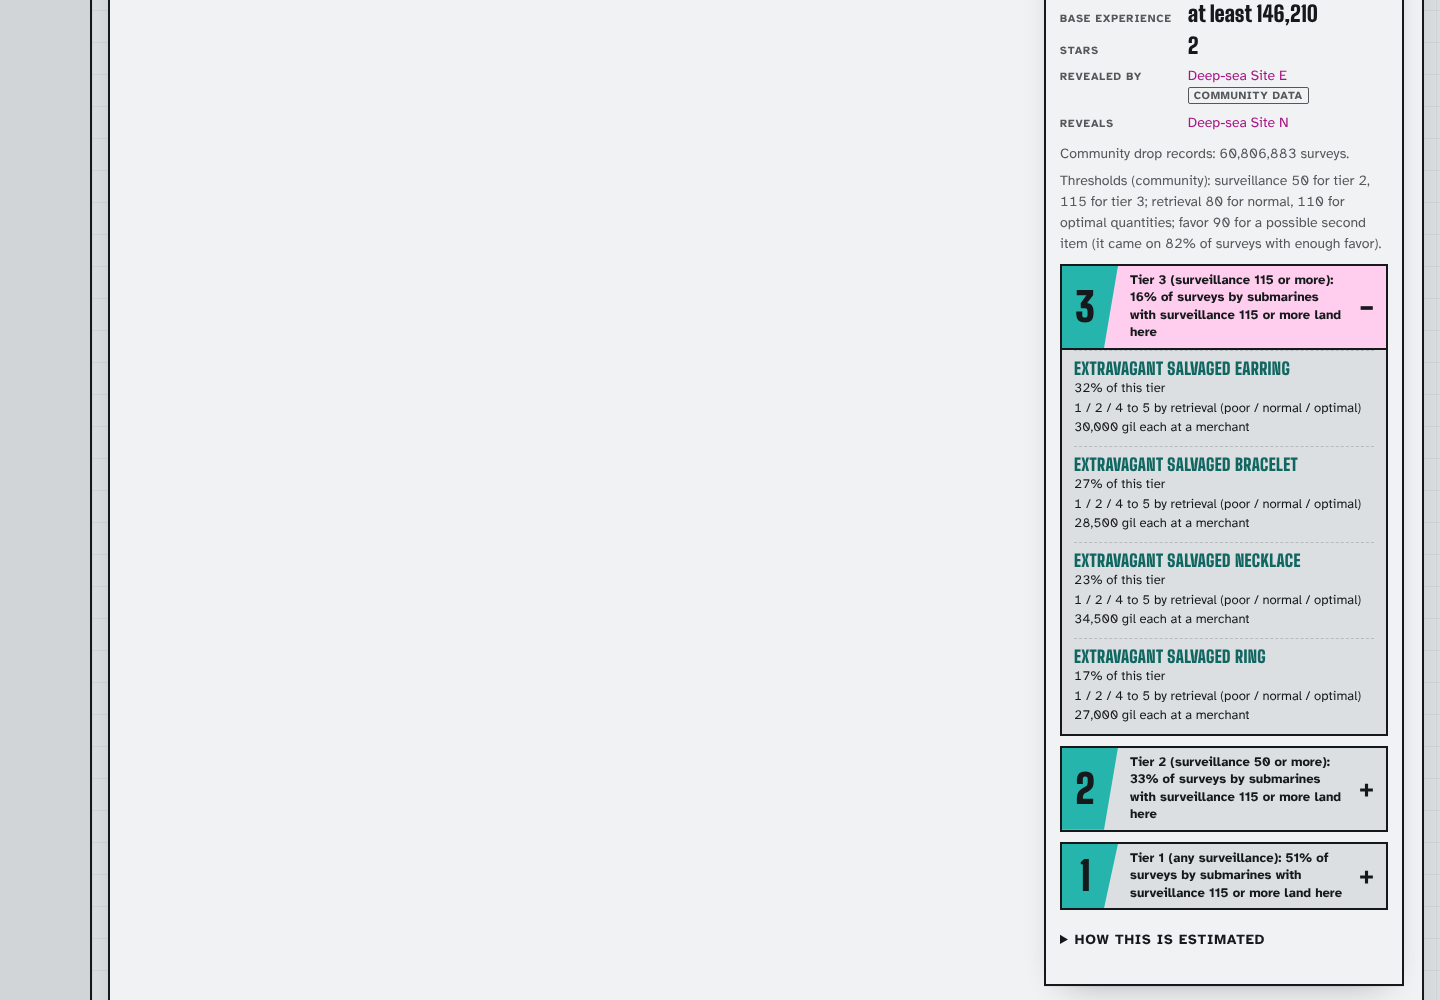 BASE EXPERIENCE at least 146,210
STARS 2
REVEALED BY Deep-sea Site E
COMMUNITY DATA
REVEALS Deep-sea Site N
Community drop records: 60,806,883 surveys.
Thresholds (community): surveillance 50 for tier 2,
115 for tier 3; retrieval 80 for normal, 110 for
optimal quantities; favor 90 for a possible second
item (it came on 82% of surveys with enough favor).
3
Tier 3 (surveillance 115 or more):
16% of surveys by submarines
with surveillance 115 or more land
here
−
EXTRAVAGANT SALVAGED EARRING
32% of this tier
1 / 2 / 4 to 5 by retrieval (poor / normal / optimal)
30,000 gil each at a merchant
EXTRAVAGANT SALVAGED BRACELET
27% of this tier
1 / 2 / 4 to 5 by retrieval (poor / normal / optimal)
28,500 gil each at a merchant
EXTRAVAGANT SALVAGED NECKLACE
23% of this tier
1 / 2 / 4 to 5 by retrieval (poor / normal / optimal)
34,500 gil each at a merchant
EXTRAVAGANT SALVAGED RING
17% of this tier
1 / 2 / 4 to 5 by retrieval (poor / normal / optimal)
27,000 gil each at a merchant
2
Tier 2 (surveillance 50 or more):
33% of surveys by submarines
with surveillance 115 or more land
here
+
1
Tier 1 (any surveillance): 51% of
surveys by submarines with
surveillance 115 or more land here
+
▶ HOW THIS IS ESTIMATED